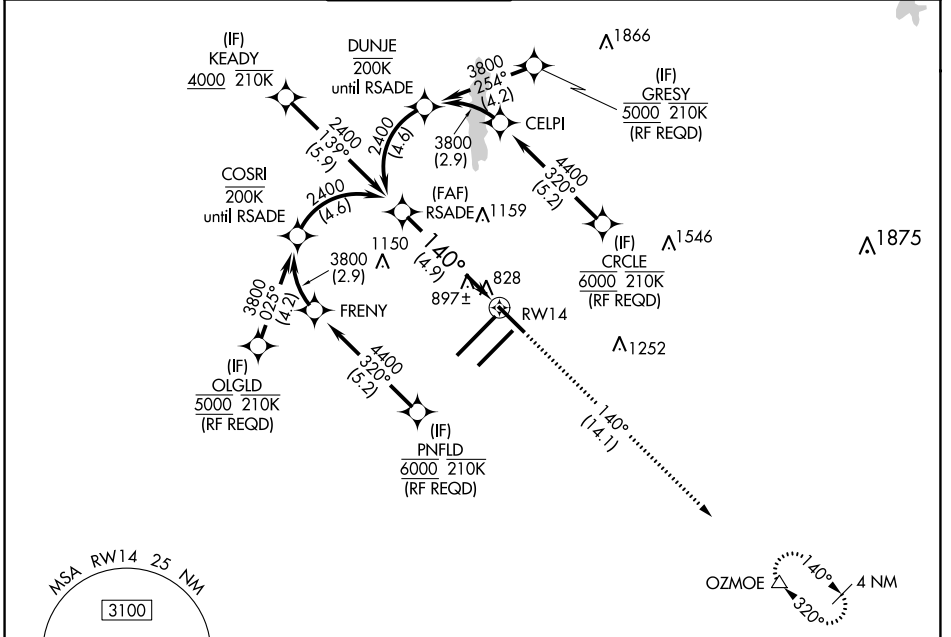 (IF)
KEADY
4000 210K
DUNJE
200K
until RSADE
3800
254°
(4.2)
1866
(IF)
GRESY
5000 210K
(RF REQD)
CELPI
3800
(2.9)
2400
139°
(5.9)
2400
(4.6)
COSRI
200K
until RSADE
2400
(4.6)
(FAF)
RSADE
1159
4400
320°
(5.2)
(IF)
CRCLE
6000 210K
(RF REQD)
1546
1875
1150
3800
(2.9)
140°
(4.9)
828
897±
RW14
1252
3800
025°
(4.2)
FRENY
(IF)
OLGLD
5000 210K
(RF REQD)
4400
320°
(5.2)
(IF)
PNFLD
6000 210K
(RF REQD)
140°
(14.1)
MSA RW14 25 NM
3100
OZMOE
140°
320°
4 NM